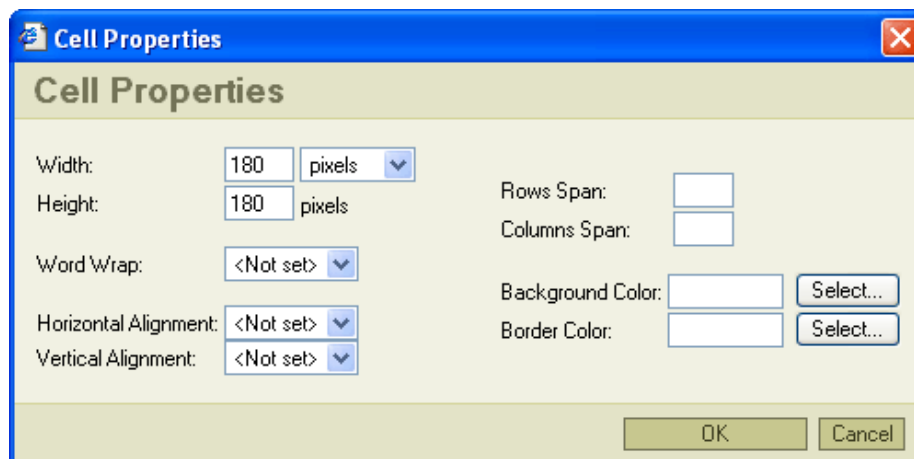 Cell Properties
Cell Properties
Width: 180 pixels
Height: 180 pixels
Word Wrap: <Not set>
Horizontal Alignment: <Not set>
Vertical Alignment: <Not set>
Rows Span:
Columns Span:
Background Color: Select...
Border Color: Select...
OK Cancel